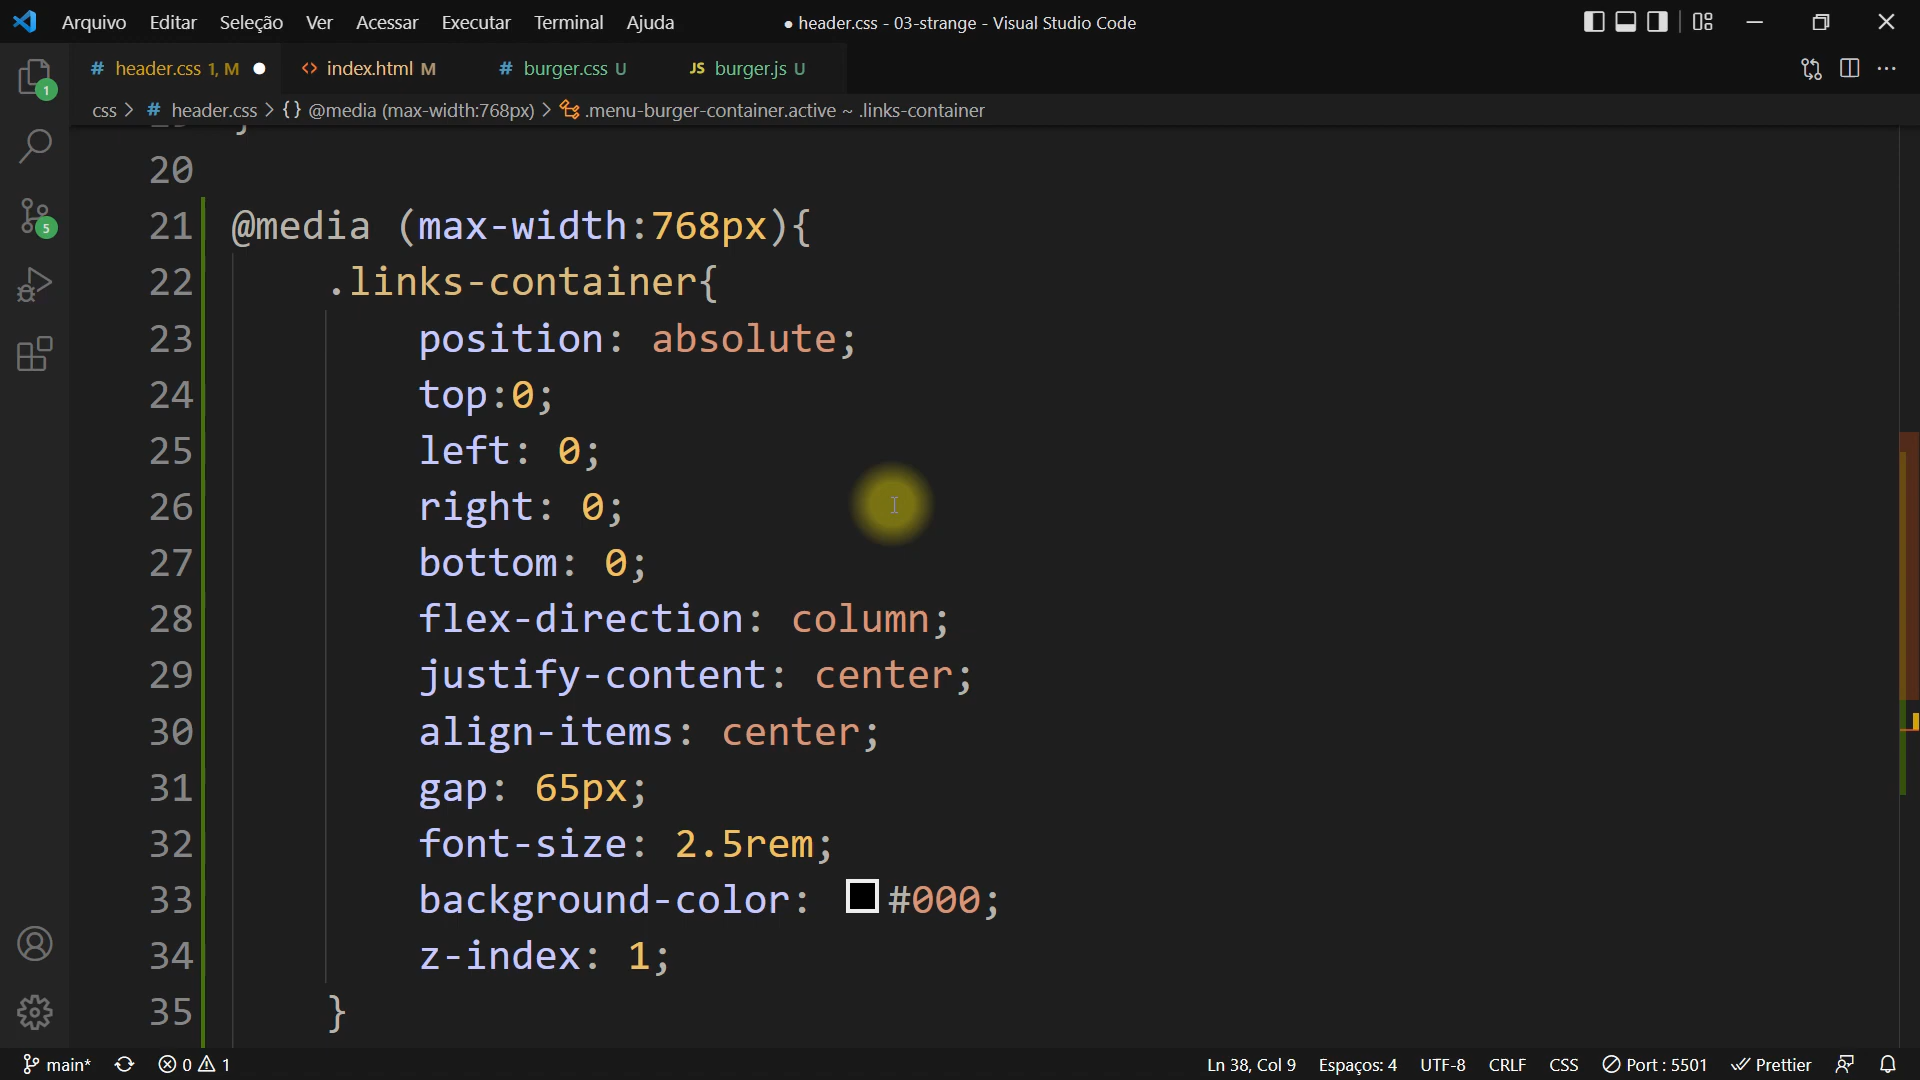 Arquivo Editar Seleção Ver Acessar Executar Terminal Ajuda ● header.css - 03-strange - Visual Studio Code
# header.css 1, M ● <> index.html M # burger.css U JS burger.js U ...
css > # header.css > {} @media (max-width:768px) > .menu-burger-container.active ~ .links-container
1
5
20
21 @media (max-width:768px){
22 .links-container{
23 position: absolute;
24 top:0;
25 left: 0;
26 right: 0;
27 bottom: 0;
28 flex-direction: column;
29 justify-content: center;
30 align-items: center;
31 gap: 65px;
32 font-size: 2.5rem;
33 background-color: #000;
34 z-index: 1;
35 }
main* 0 1 Ln 38, Col 9 Espaços: 4 UTF-8 CRLF CSS Port : 5501 Prettier